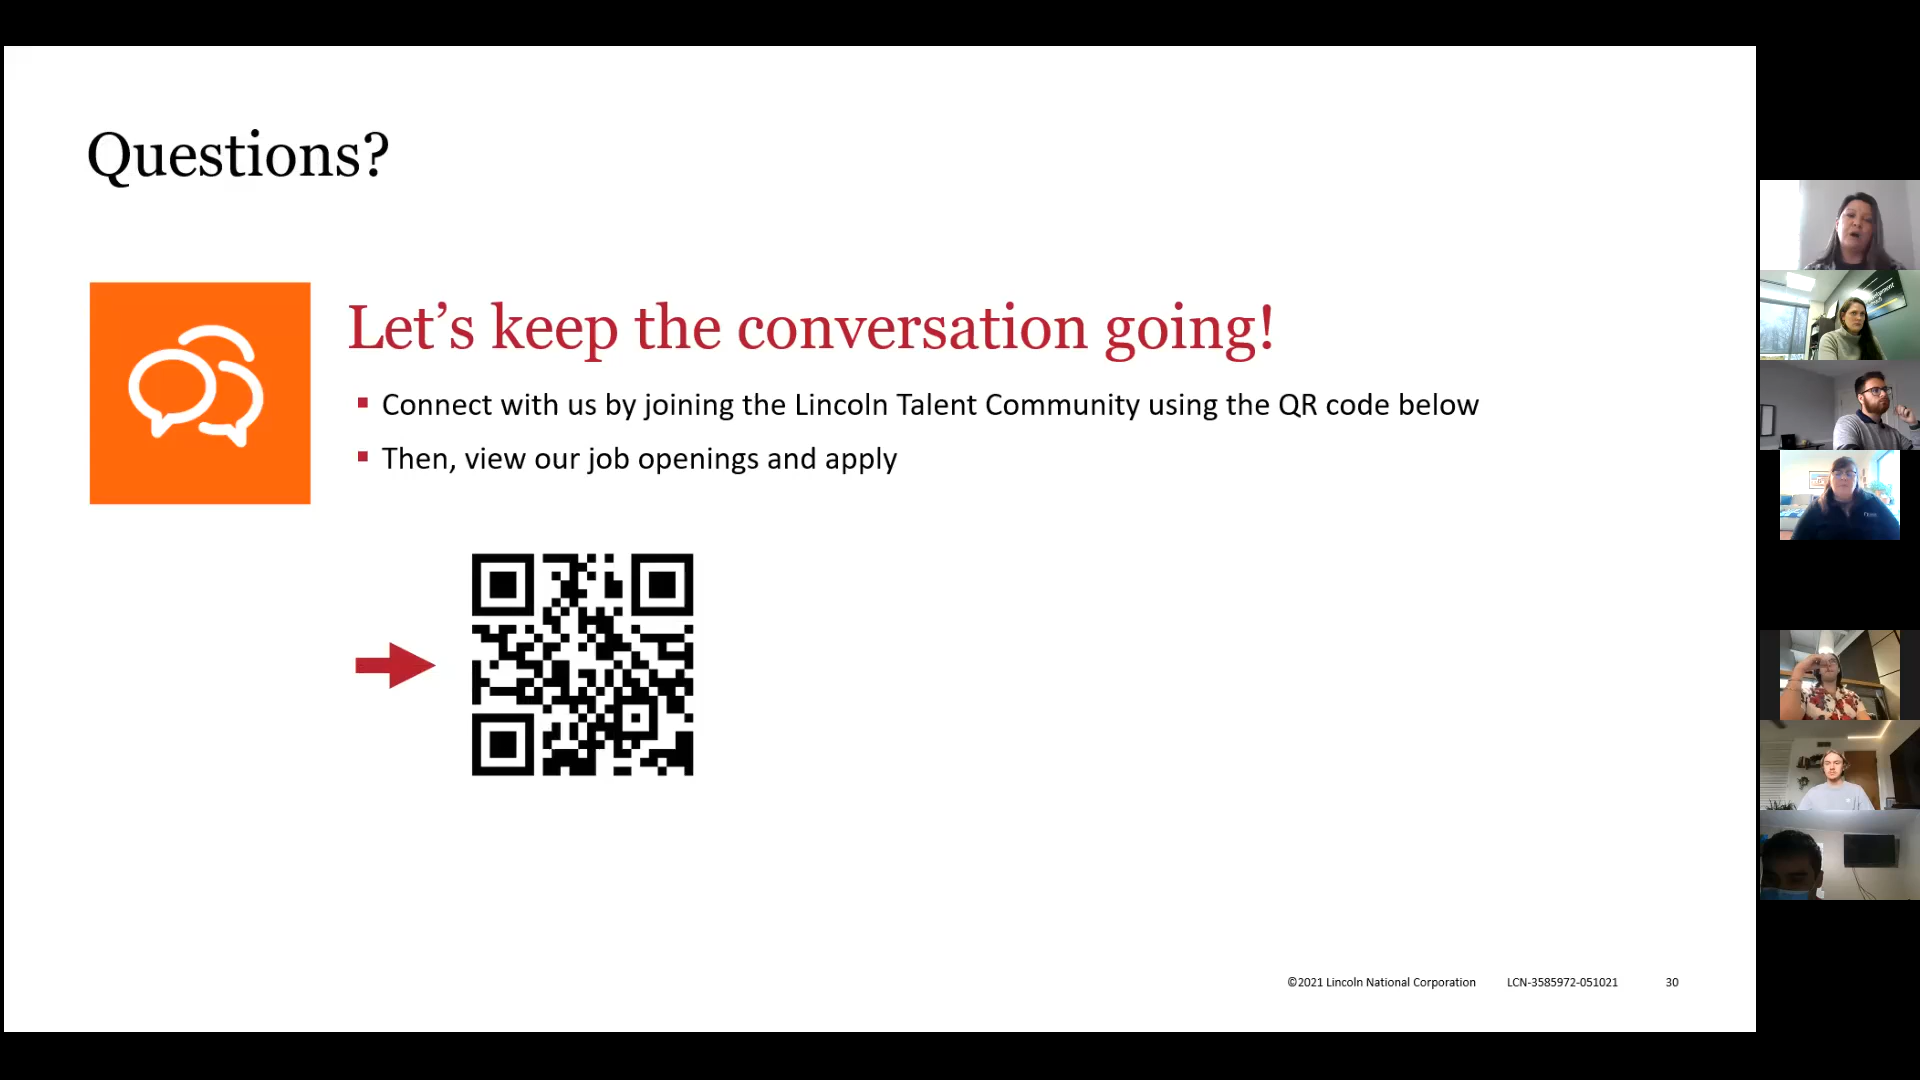 Questions?
Let's keep the conversation going!
Connect with us by joining the Lincoln Talent Community using the QR code below
Then, view our job openings and apply
©2021 Lincoln National Corporation LCN-3585972-051021 30